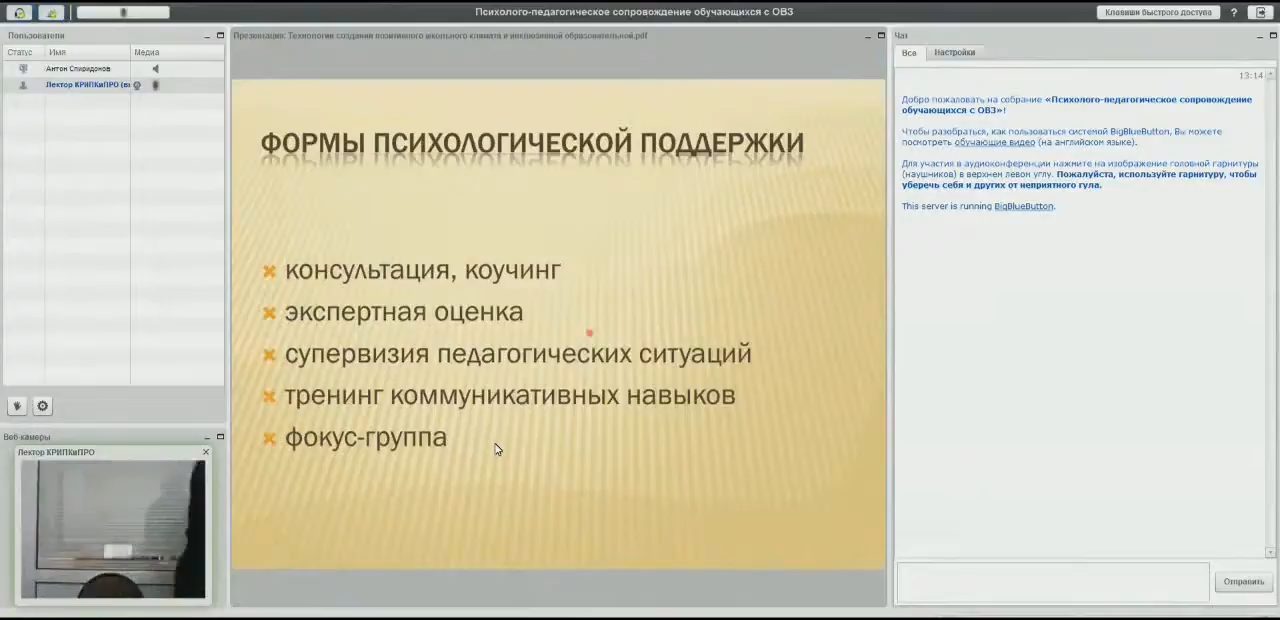 Психолого-педагогическое сопровождение обучающихся с ОВЗ
Клавиши быстрого доступа
?
Пользователи
Статус Имя Медиа
Антон Спиридонов
Лектор КРИПКиПРО (вы
Веб-камеры
Лектор КРИПКиПРО
Презентация: Технологии создания позитивного школьного климата и инклюзивной образовательной.pdf
ФОРМЫ ПСИХОЛОГИЧЕСКОЙ ПОДДЕРЖКИ
консультация, коучинг
экспертная оценка
супервизия педагогических ситуаций
тренинг коммуникативных навыков
фокус-группа
Чат
Все Настройки
13:14
Добро пожаловать на собрание «Психолого-педагогическое сопровождение
обучающихся с ОВЗ»!
Чтобы разобраться, как пользоваться системой BigBlueButton, Вы можете
посмотреть обучающие видео (на английском языке).
Для участия в аудиоконференции нажмите на изображение головной гарнитуры
(наушников) в верхнем левом углу. Пожалуйста, используйте гарнитуру, чтобы
уберечь себя и других от неприятного гула.
This server is running BigBlueButton.
Отправить